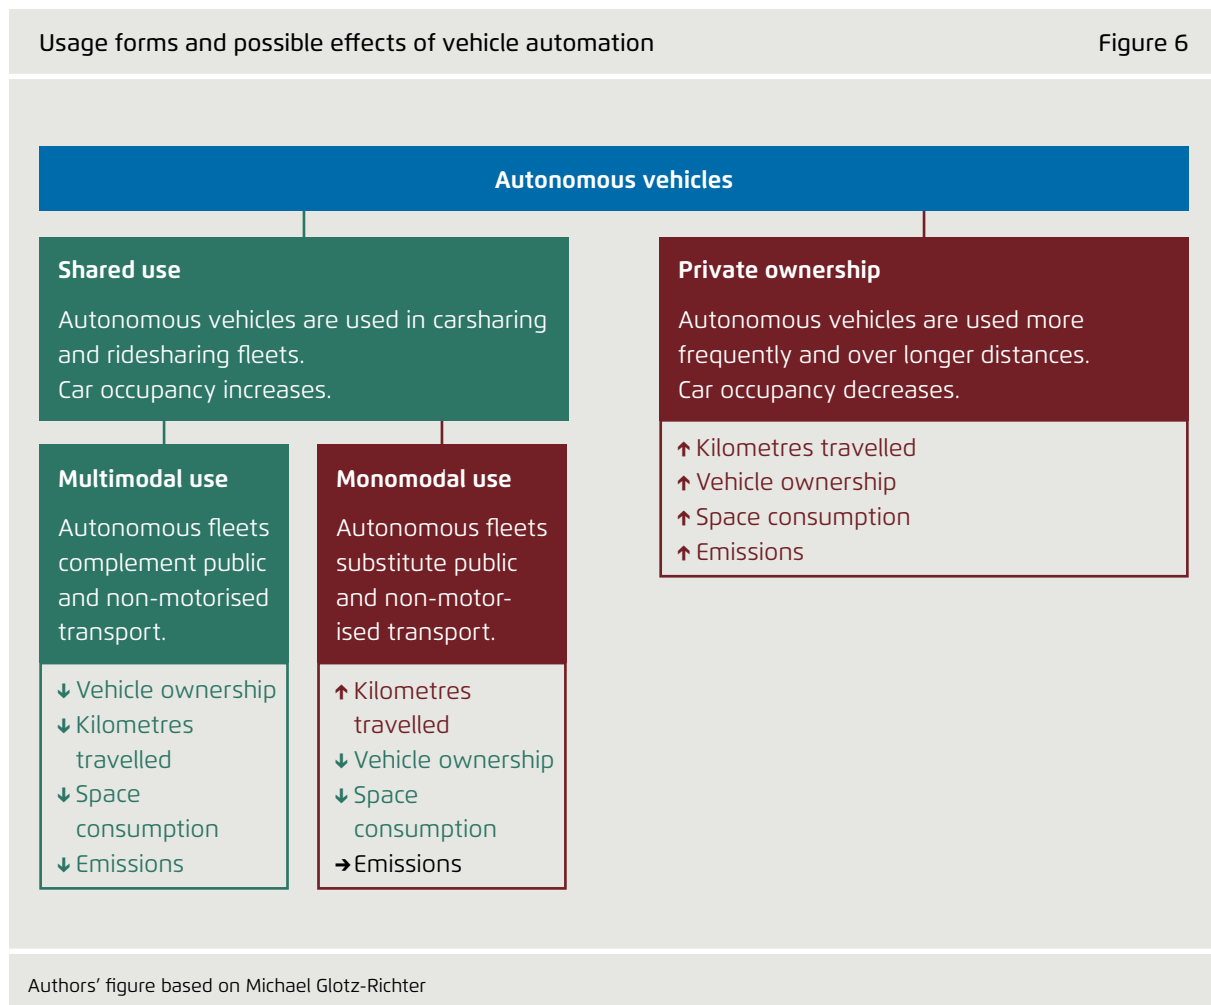 Usage forms and possible effects of vehicle automation
Figure 6
Autonomous vehicles
Shared use
Autonomous vehicles are used in carsharing
and ridesharing fleets.
Car occupancy increases.
Private ownership
Autonomous vehicles are used more
frequently and over longer distances.
Car occupancy decreases.
↑ Kilometres travelled
↑ Vehicle ownership
↑ Space consumption
↑ Emissions
Multimodal use
Autonomous fleets
complement public
and non-motorised
transport.
↓ Vehicle ownership
↓ Kilometres
travelled
↓ Space
consumption
↓ Emissions
Monomodal use
Autonomous fleets
substitute public
and non-motor-
ised transport.
↑ Kilometres
travelled
↓ Vehicle ownership
↓ Space
consumption
→ Emissions
Authors’ figure based on Michael Glotz-Richter